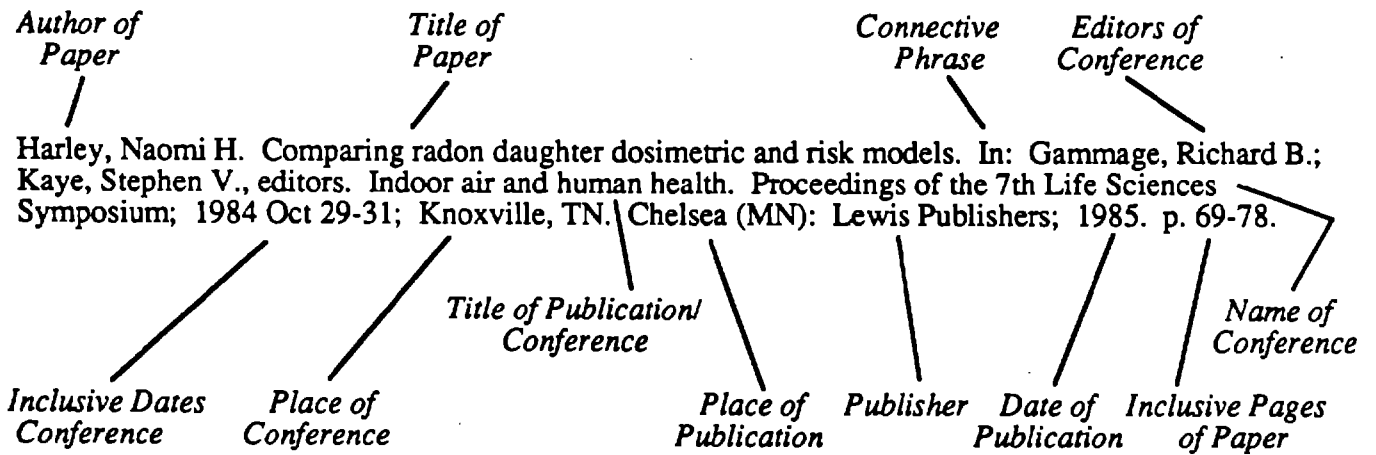 Author of Paper
Title of Paper
Connective Phrase
Editors of Conference
Harley, Naomi H. Comparing radon daughter dosimetric and risk models. In: Gammage, Richard B.;
Kaye, Stephen V., editors. Indoor air and human health. Proceedings of the 7th Life Sciences
Symposium; 1984 Oct 29-31; Knoxville, TN. Chelsea (MN): Lewis Publishers; 1985. p. 69-78.
Title of Publication/
Conference
Name of
Conference
Inclusive Dates
Conference
Place of
Conference
Place of
Publication
Publisher
Date of
Publication
Inclusive Pages
of Paper